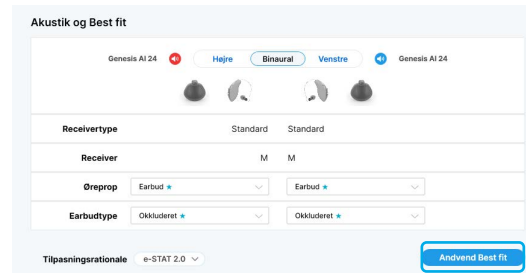 Akustik og Best fit
Genesis AI 24 Højre Binaural Venstre Genesis AI 24
Receivertype Standard Standard
Receiver M M
Øreprop Earbud ★ Earbud ★
Earbudtype Okkluderet ★ Okkluderet ★
Tilpasningsrationale e-STAT 2.0 Andvend Best fit